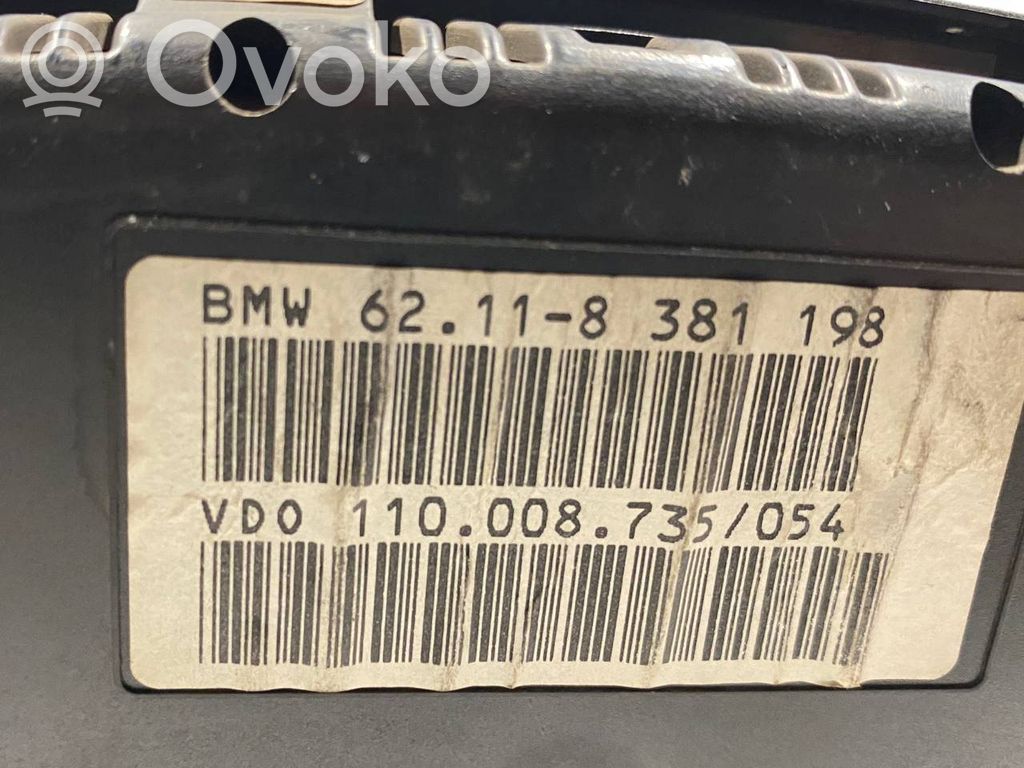 Ovoko
BMW 62.11-8 381 198
VDO 110.008.735/054